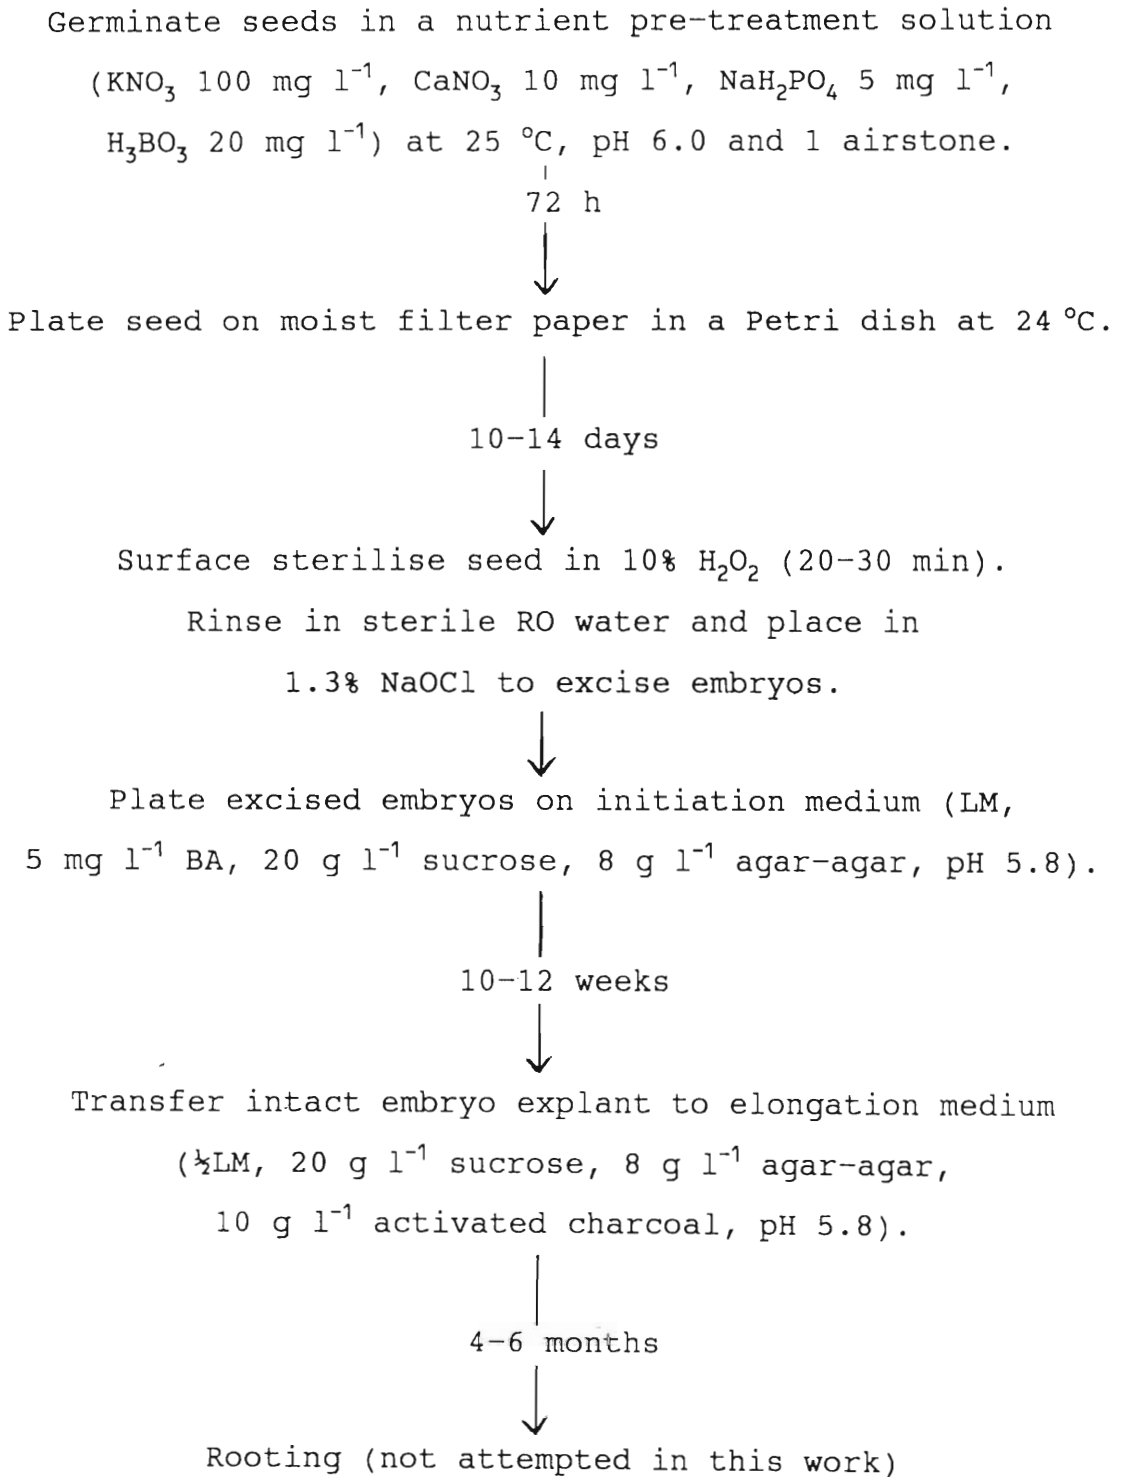 Germinate seeds in a nutrient pre-treatment solution
(KNO₃ 100 mg l⁻¹, CaNO₃ 10 mg l⁻¹, NaH₂PO₄ 5 mg l⁻¹,
H₃BO₃ 20 mg l⁻¹) at 25 °C, pH 6.0 and 1 airstone.
72 h
Plate seed on moist filter paper in a Petri dish at 24 °C.
10-14 days
Surface sterilise seed in 10% H₂O₂ (20-30 min).
Rinse in sterile RO water and place in
1.3% NaOCl to excise embryos.
Plate excised embryos on initiation medium (LM,
5 mg l⁻¹ BA, 20 g l⁻¹ sucrose, 8 g l⁻¹ agar-agar, pH 5.8).
10-12 weeks
Transfer intact embryo explant to elongation medium
(½LM, 20 g l⁻¹ sucrose, 8 g l⁻¹ agar-agar,
10 g l⁻¹ activated charcoal, pH 5.8).
4-6 months
Rooting (not attempted in this work)